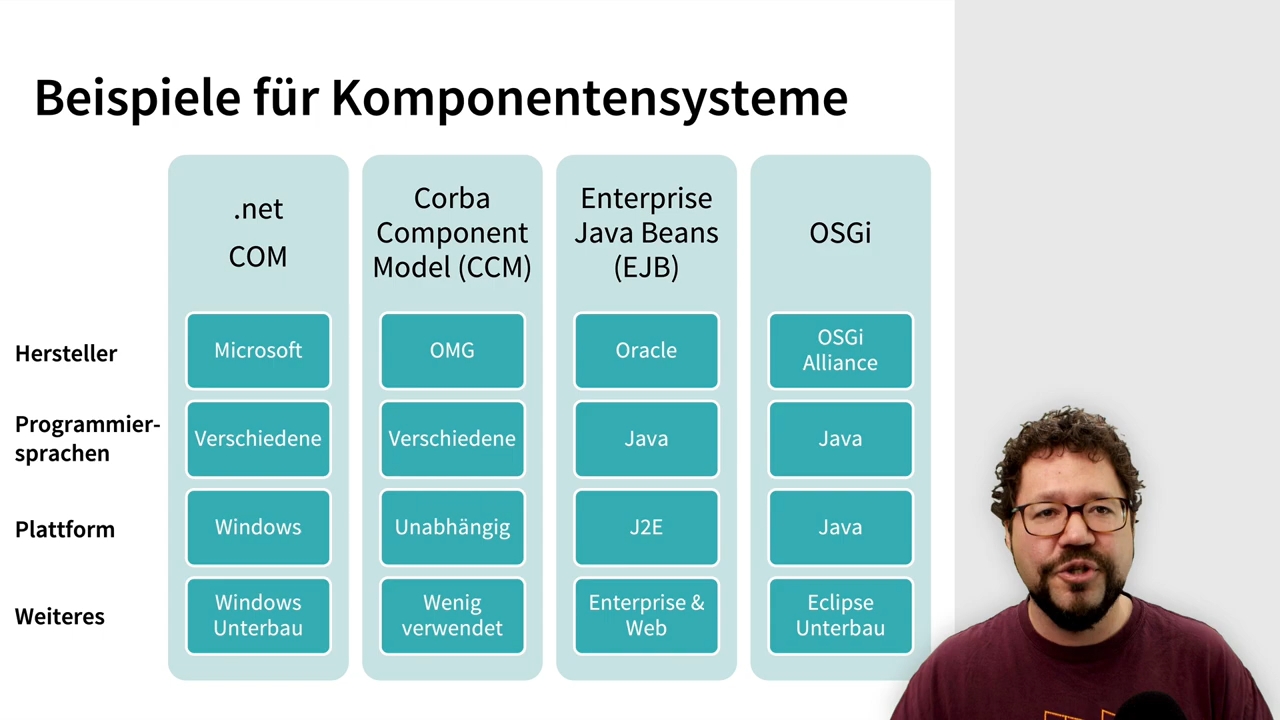 Beispiele für Komponentensysteme
.net
COM
Corba
Component
Model (CCM)
Enterprise
Java Beans
(EJB)
OSGi
Hersteller
Microsoft
OMG
Oracle
OSGi
Alliance
Programmier-
sprachen
Verschiedene
Verschiedene
Java
Java
Plattform
Windows
Unabhängig
J2E
Java
Weiteres
Windows
Unterbau
Wenig
verwendet
Enterprise &
Web
Eclipse
Unterbau